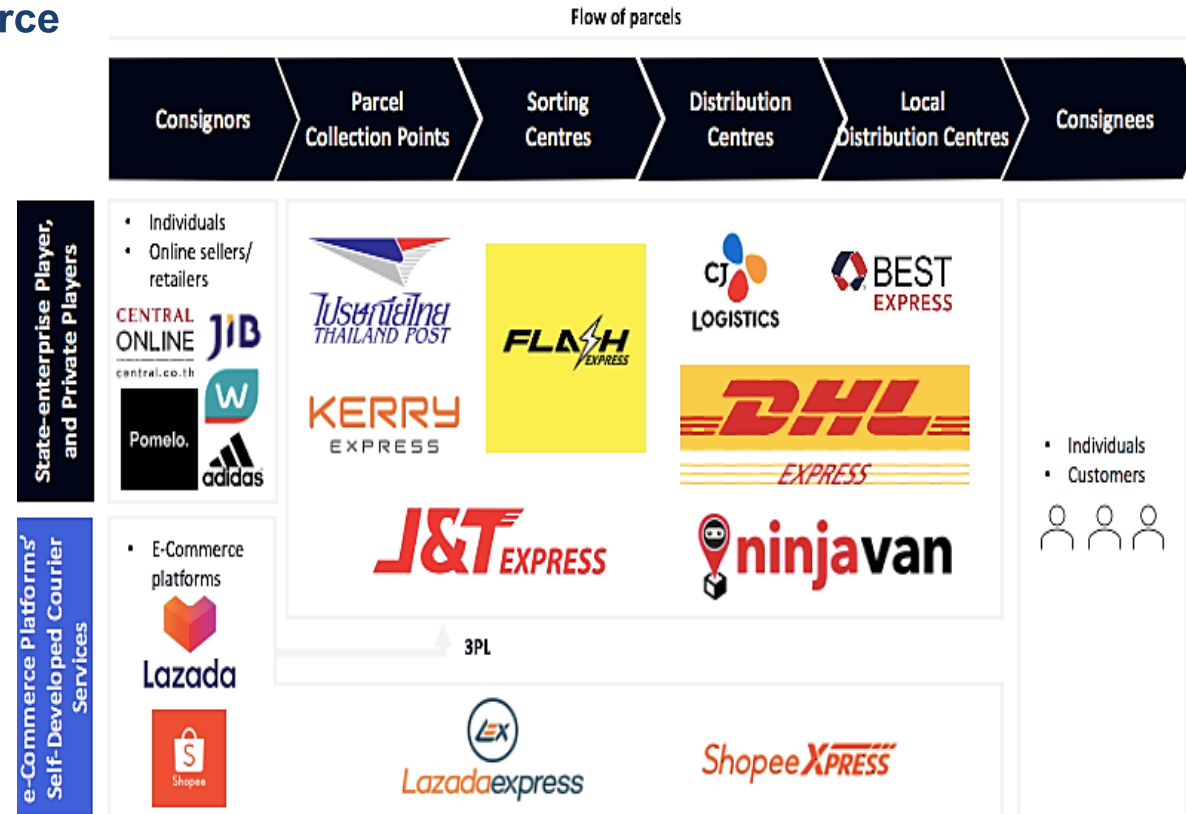 rce
Flow of parcels
Consignors
Parcel
Collection Points
Sorting
Centres
Distribution
Centres
Local
Distribution Centres
Consignees
State-enterprise Player,
and Private Players
• Individuals
• Online sellers/
retailers
CENTRAL
ONLINE
central.co.th
JIB
Pomelo.
W
adidas
ไปรษณีย์ไทย
THAILAND POST
KERRY
EXPRESS
FLASH
EXPRESS
CJ
LOGISTICS
BEST
EXPRESS
DHL
EXPRESS
J&T EXPRESS
ninjavan
• Individuals
• Customers
e-Commerce Platforms'
Self-Developed Courier
Services
• E-Commerce
platforms
Lazada
S
Shopee
3PL
LEX
Lazadaexpress
Shopee XPRESS